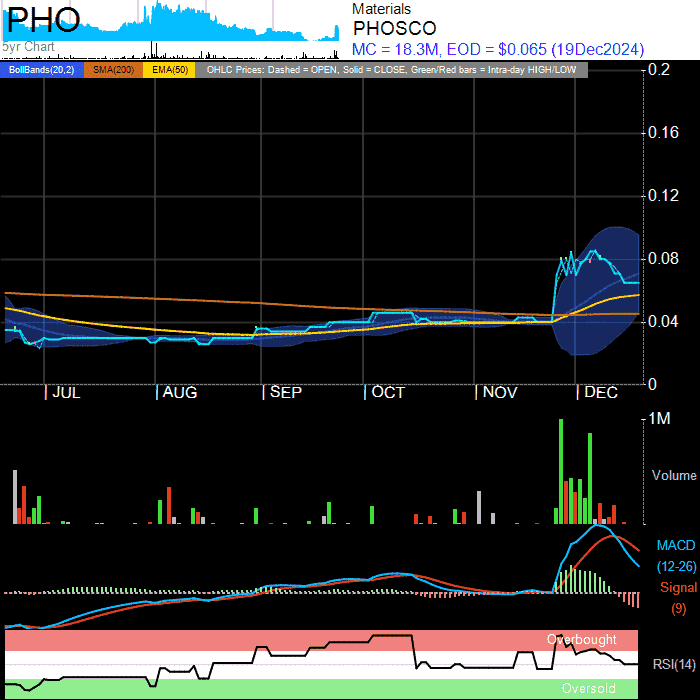 PHO
5yr Chart
Materials
PHOSCO
MC = 18.3M, EOD = $0.065 (19Dec2024)
BollBands(20,2) SMA(200) EMA(50) OHLC Prices: Dashed = OPEN, Solid = CLOSE, Green/Red bars = Intra-day HIGH/LOW
0.2
0.16
0.12
0.08
0.04
0
| JUL | AUG | SEP | OCT | NOV | DEC
1M
Volume
MACD
(12-26)
Signal
(9)
Overbought
RSI(14)
Oversold